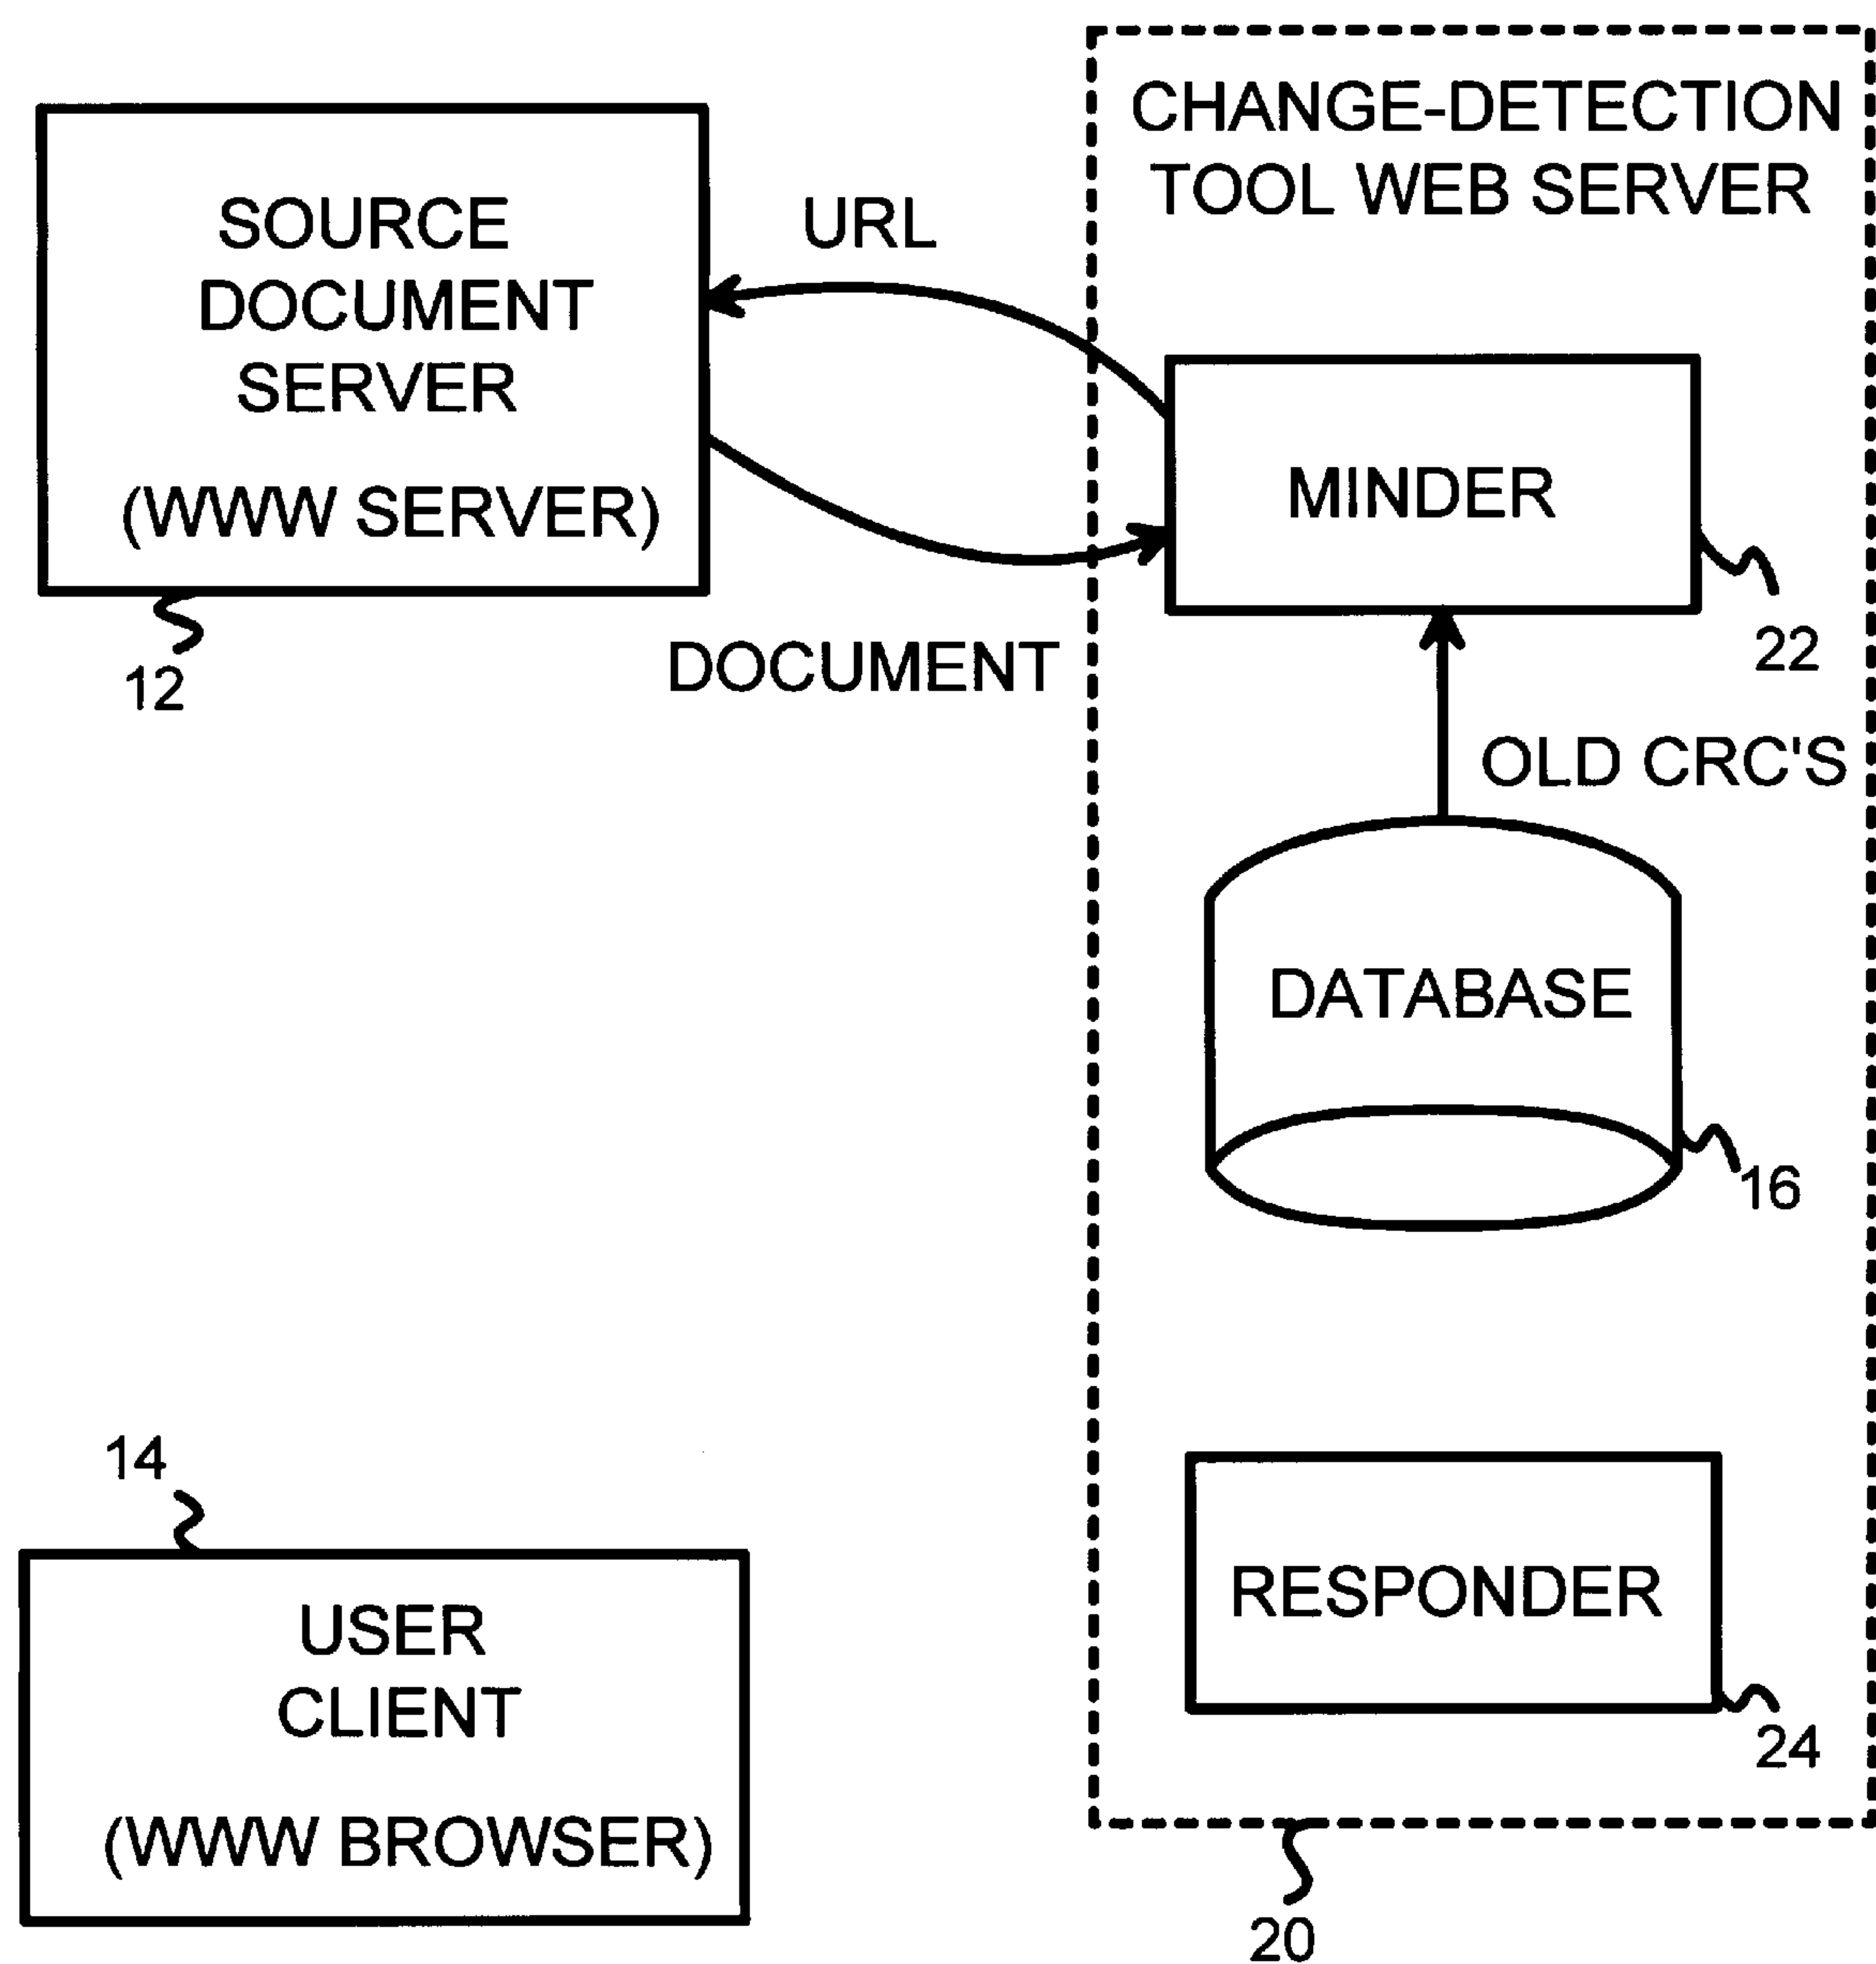 CHANGE-DETECTION
TOOL WEB SERVER
SOURCE
DOCUMENT
SERVER
(WWW SERVER)
12
URL
DOCUMENT
MINDER
22
OLD CRC'S
DATABASE
16
14
USER
CLIENT
(WWW BROWSER)
RESPONDER
24
20